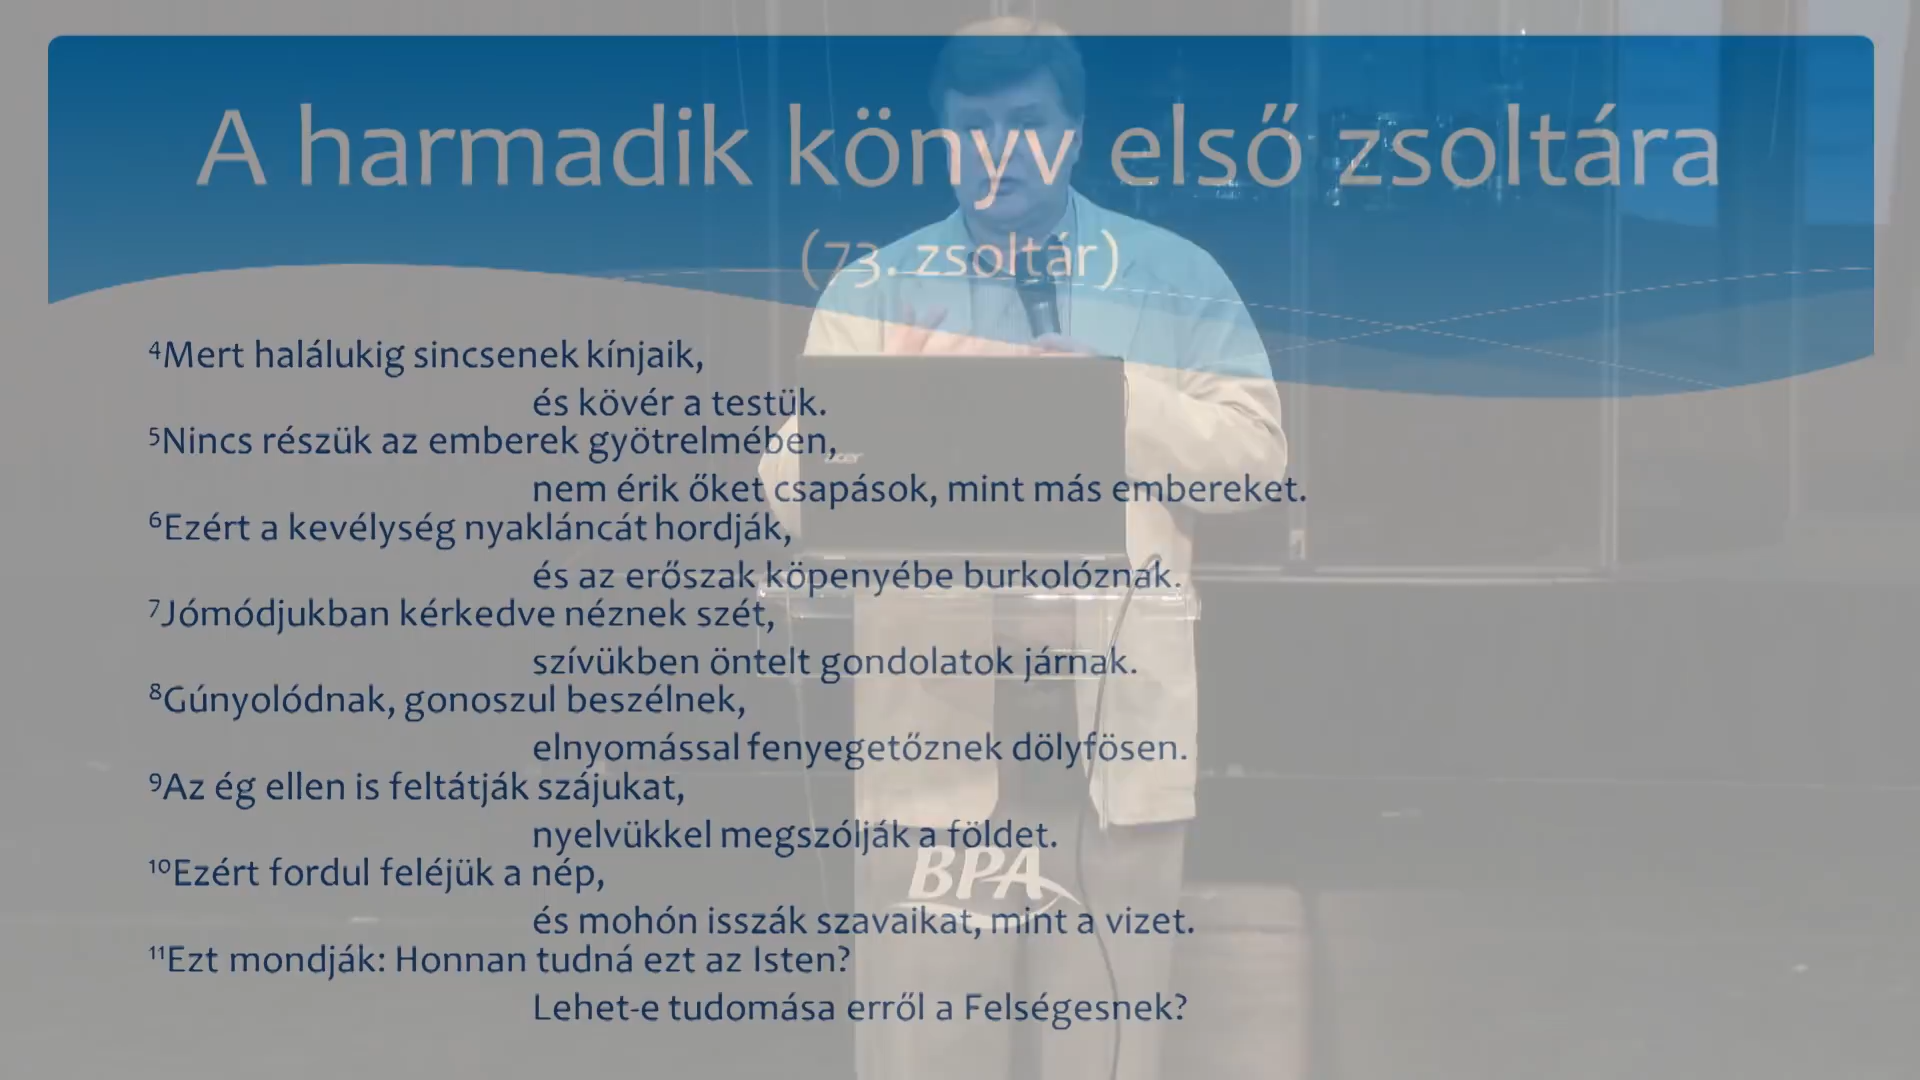 A harmadik könyv első zsoltára
(73. zsoltár)
⁴Mert halálukig sincsenek kínjaik,
és kövér a testük.
⁵Nincs részük az emberek gyötrelmében,
nem érik őket csapások, mint más embereket.
⁶Ezért a kevélység nyakláncát hordják,
és az erőszak köpenyébe burkolóznak.
⁷Jómódjukban kérkedve néznek szét,
szívükben öntelt gondolatok járnak.
⁸Gúnyolódnak, gonoszul beszélnek,
elnyomással fenyegetőznek dölyfösen.
⁹Az ég ellen is feltátják szájukat,
nyelvükkel megszólják a földet.
¹⁰Ezért fordul feléjük a nép,
és mohón isszák szavaikat, mint a vizet.
¹¹Ezt mondják: Honnan tudná ezt az Isten?
Lehet-e tudomása erről a Felségesnek?
acer
BPA